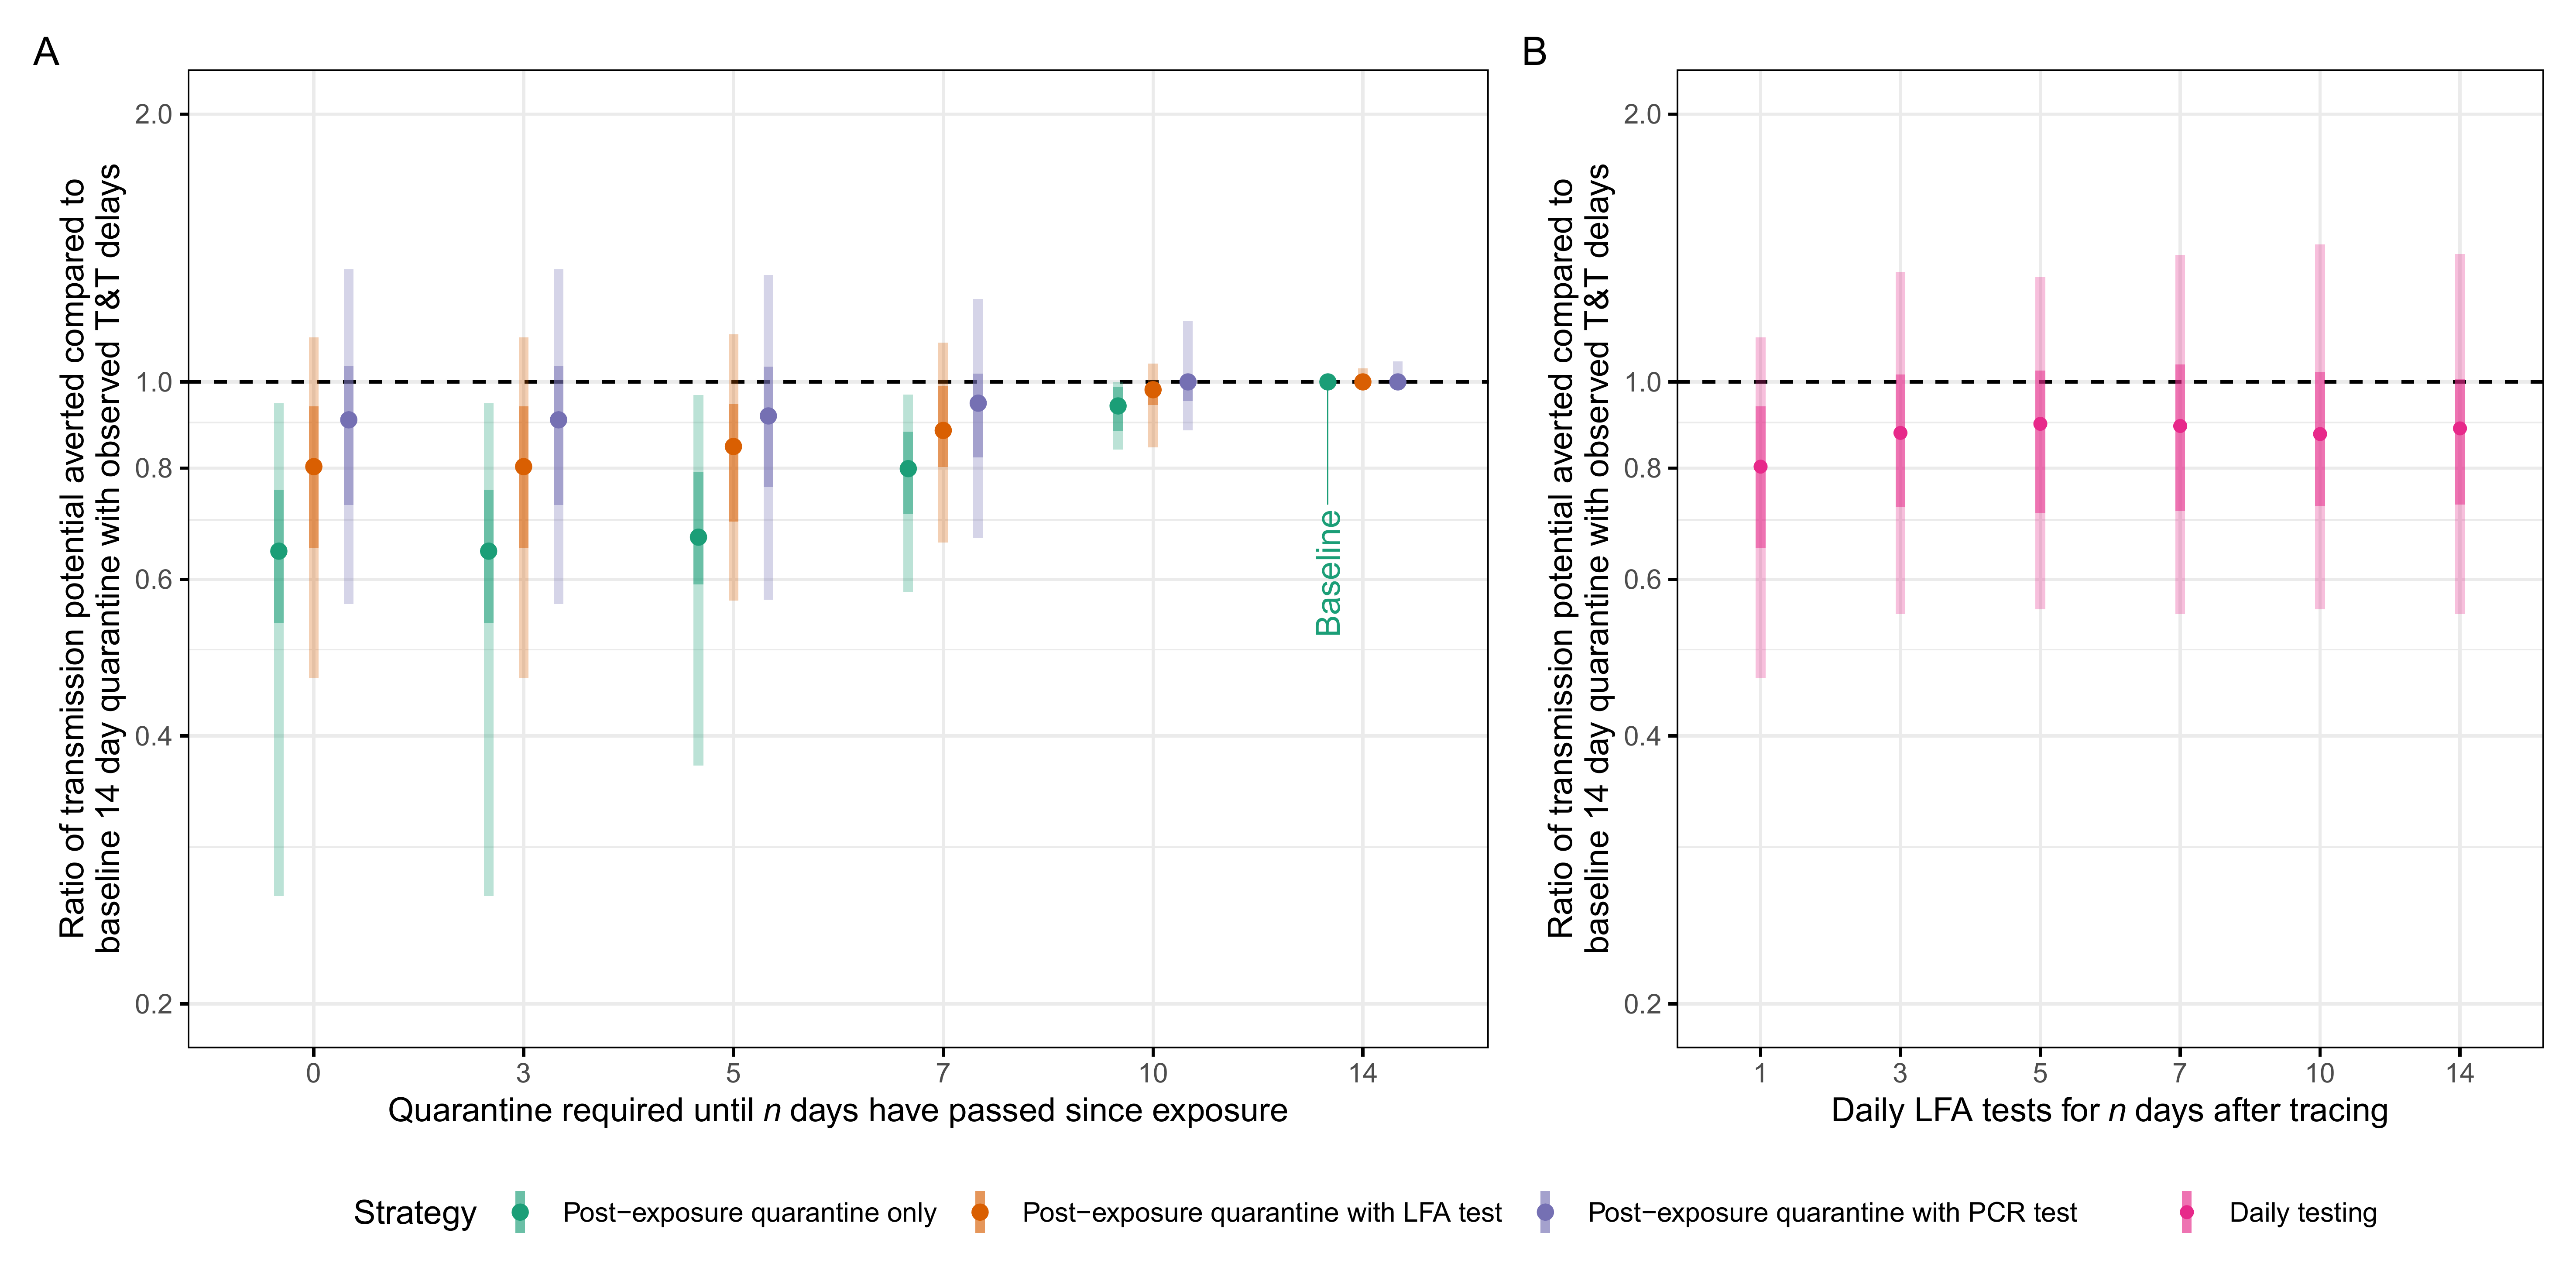 A
Ratio of transmission potential averted compared to
baseline 14 day quarantine with observed T&T delays
2.0
1.0
0.8
0.6
0.4
0.2
Baseline
0 3 5 7 10 14
Quarantine required until n days have passed since exposure
B
Ratio of transmission potential averted compared to
baseline 14 day quarantine with observed T&T delays
2.0
1.0
0.8
0.6
0.4
0.2
1 3 5 7 10 14
Daily LFA tests for n days after tracing
Strategy Post−exposure quarantine only Post−exposure quarantine with LFA test Post−exposure quarantine with PCR test Daily testing